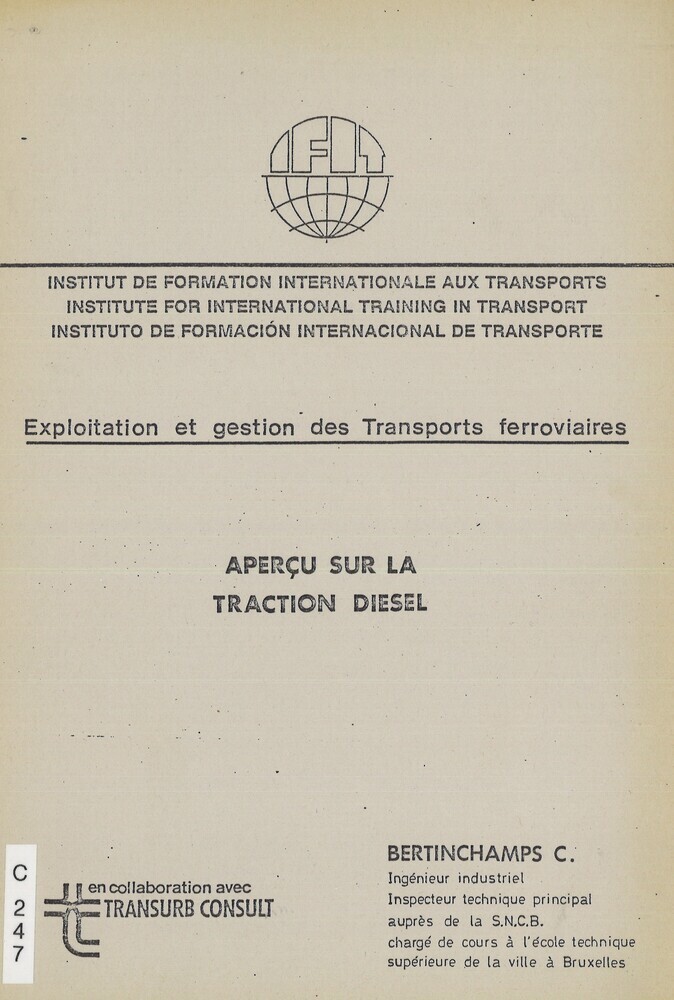 IFIT
INSTITUT DE FORMATION INTERNATIONALE AUX TRANSPORTS
INSTITUTE FOR INTERNATIONAL TRAINING IN TRANSPORT
INSTITUTO DE FORMACIÓN INTERNACIONAL DE TRANSPORTE
Exploitation et gestion des Transports ferroviaires
APERÇU SUR LA
TRACTION DIESEL
C
2
4
7
en collaboration avec
TRANSURB CONSULT
BERTINCHAMPS C.
Ingénieur industriel
Inspecteur technique principal
auprès de la S.N.C.B.
chargé de cours à l'école technique
supérieure de la ville à Bruxelles